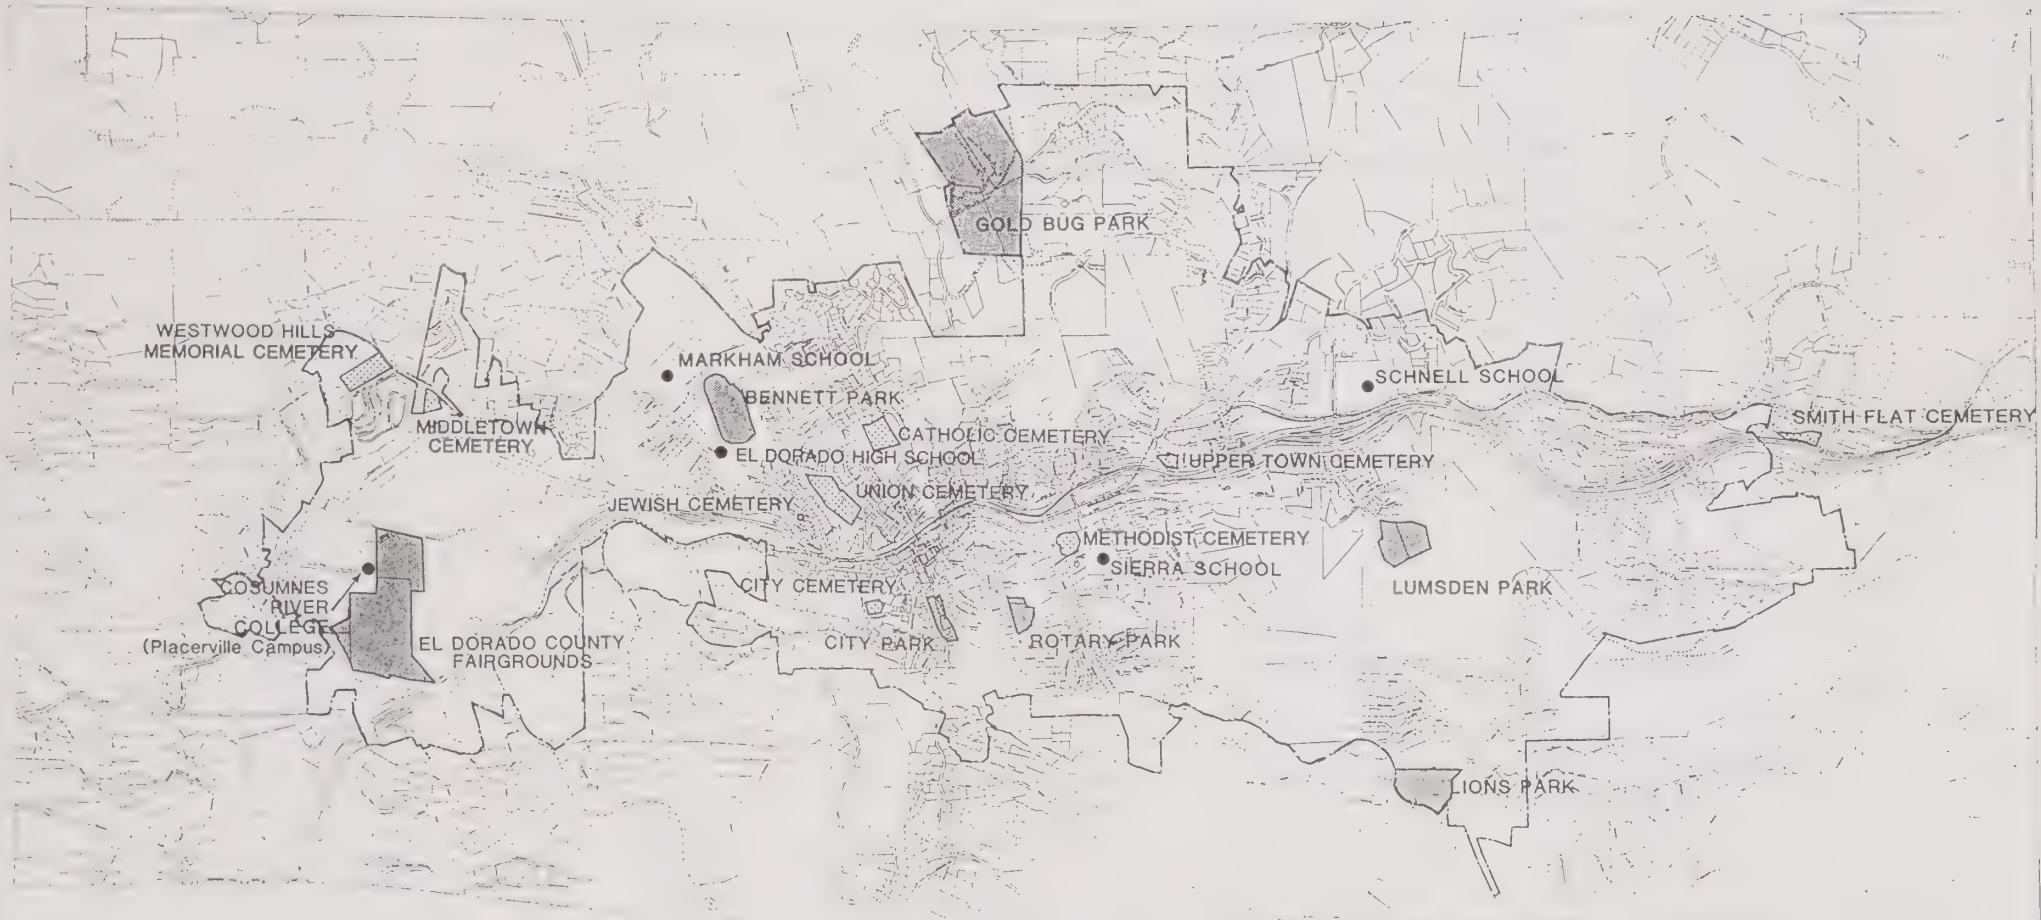 GOLD BUG PARK
WESTWOOD HILLS
MEMORIAL CEMETERY
MARKHAM SCHOOL
SCHNELL SCHOOL
BENNETT PARK
SMITH FLAT CEMETERY
MIDDLETOWN
CEMETERY
CATHOLIC CEMETERY
EL DORADO HIGH SCHOOL
UPPER TOWN CEMETERY
UNION CEMETERY
JEWISH CEMETERY
METHODIST CEMETERY
SIERRA SCHOOL
COSUMNES
RIVER
COLLEGE
(Placerville Campus)
CITY CEMETERY
LUMSDEN PARK
EL DORADO COUNTY
FAIRGROUNDS
CITY PARK
ROTARY PARK
LIONS PARK